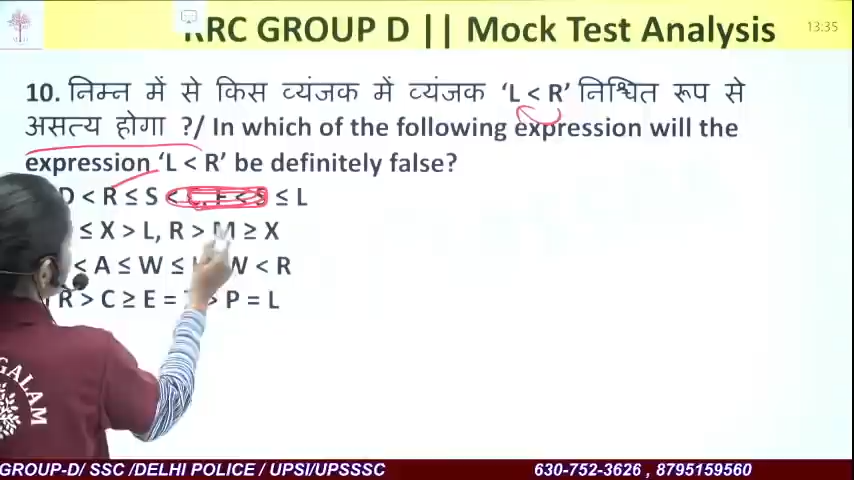 RRC GROUP D || Mock Test Analysis
13:35
10. निम्न में से किस व्यंजक में व्यंजक ‘L < R’ निश्चित रूप से
असत्य होगा ?/ In which of the following expression will the
expression ‘L < R’ be definitely false?
D < R ≤ S < < S ≤ L
≤ X > L, R > M ≥ X
< A ≤ W ≤ W < R
R > C ≥ E = > P = L
GALAM
GROUP-D/ SSC /DELHI POLICE / UPSI/UPSSSC
630-752-3626 , 8795159560